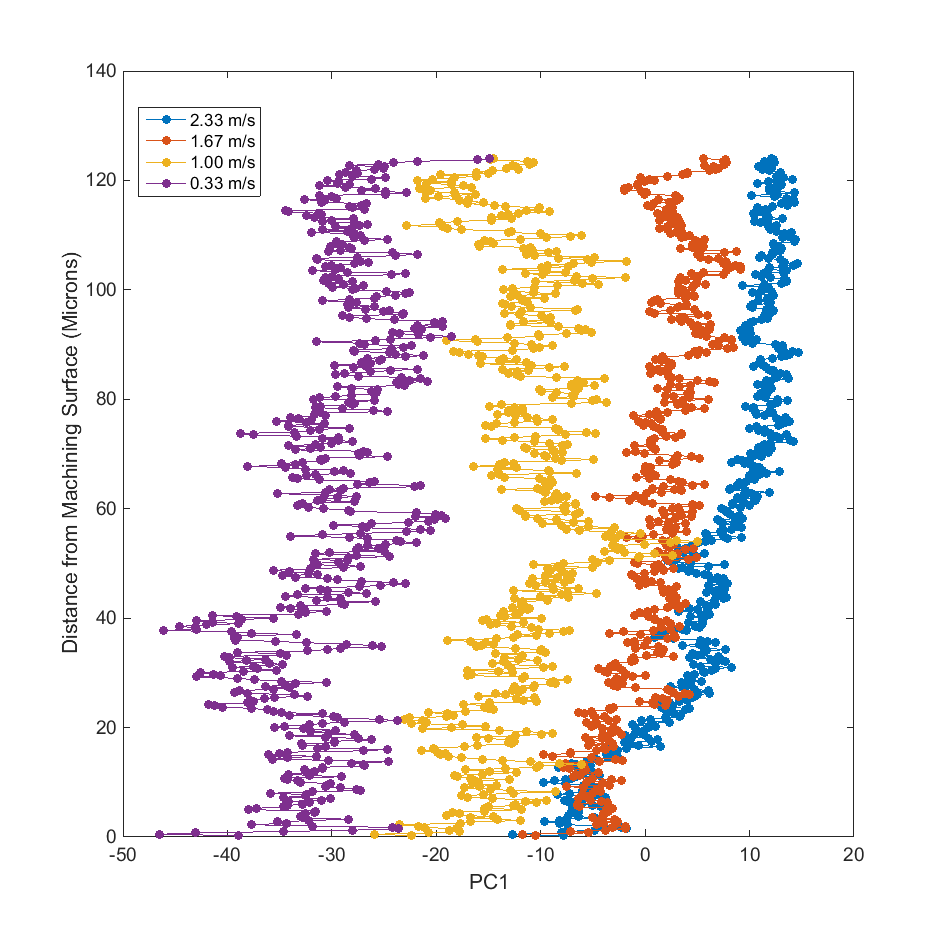 140
120
100
80
60
40
20
0
Distance from Machining Surface (Microns)
2.33 m/s
1.67 m/s
1.00 m/s
0.33 m/s
-50 -40 -30 -20 -10 0 10 20
PC1